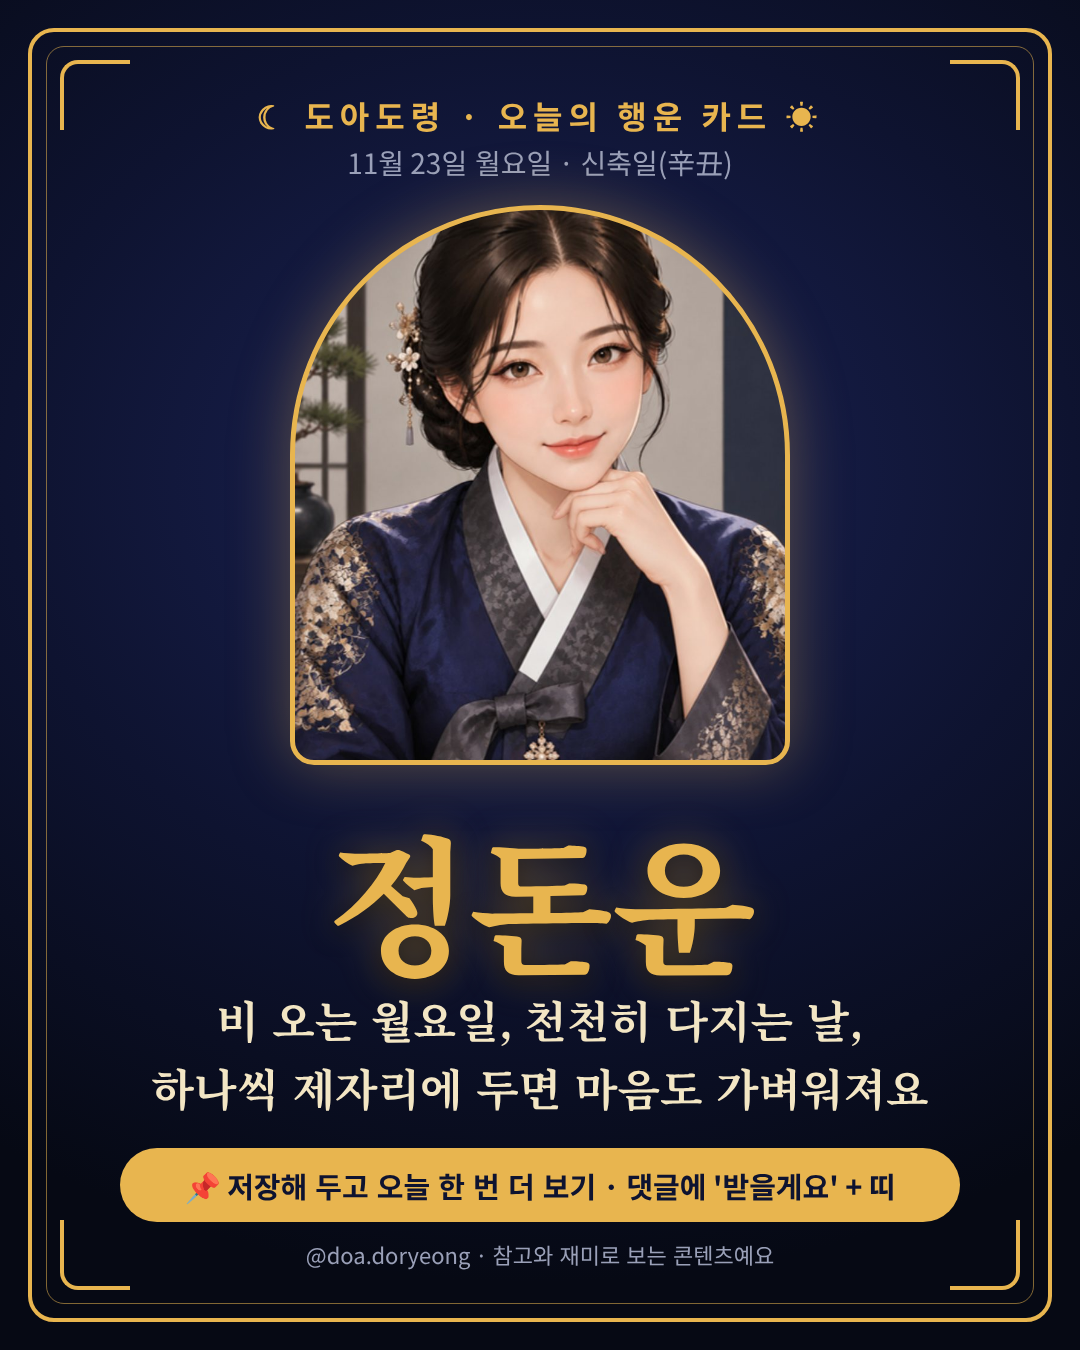 ☾ 도아도령 · 오늘의 행운 카드 ☀
11월 23일 월요일 · 신축일(辛丑)
정돈운
비 오는 월요일, 천천히 다지는 날,
하나씩 제자리에 두면 마음도 가벼워져요
📌 저장해 두고 오늘 한 번 더 보기 · 댓글에 '받을게요' + 띠
@doa.doryeong · 참고와 재미로 보는 콘텐츠예요